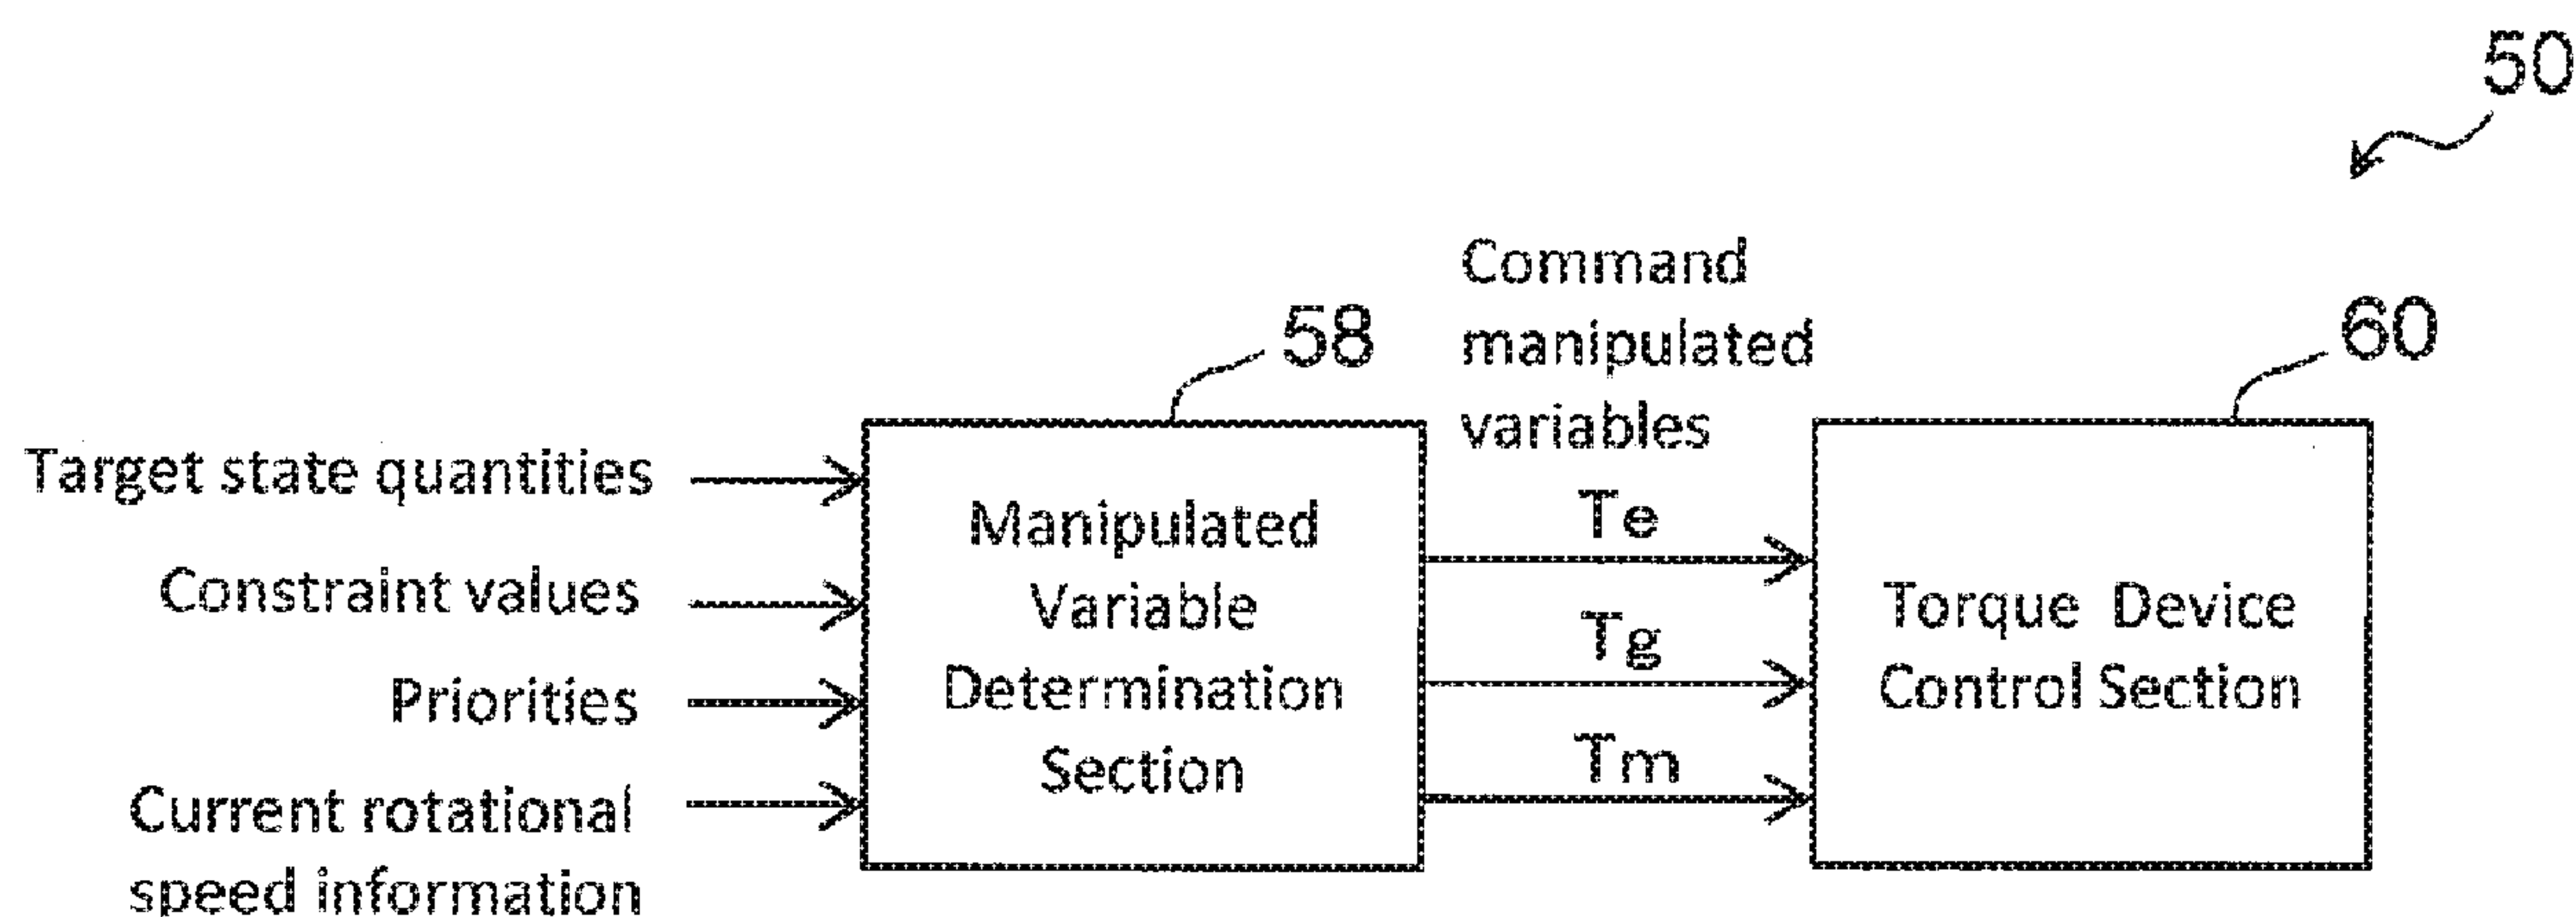 50
Command
manipulated
variables
58
60
Target state quantities
Constraint values
Priorities
Current rotational
speed information
Manipulated
Variable
Determination
Section
Te
Tg
Tm
Torque Device
Control Section